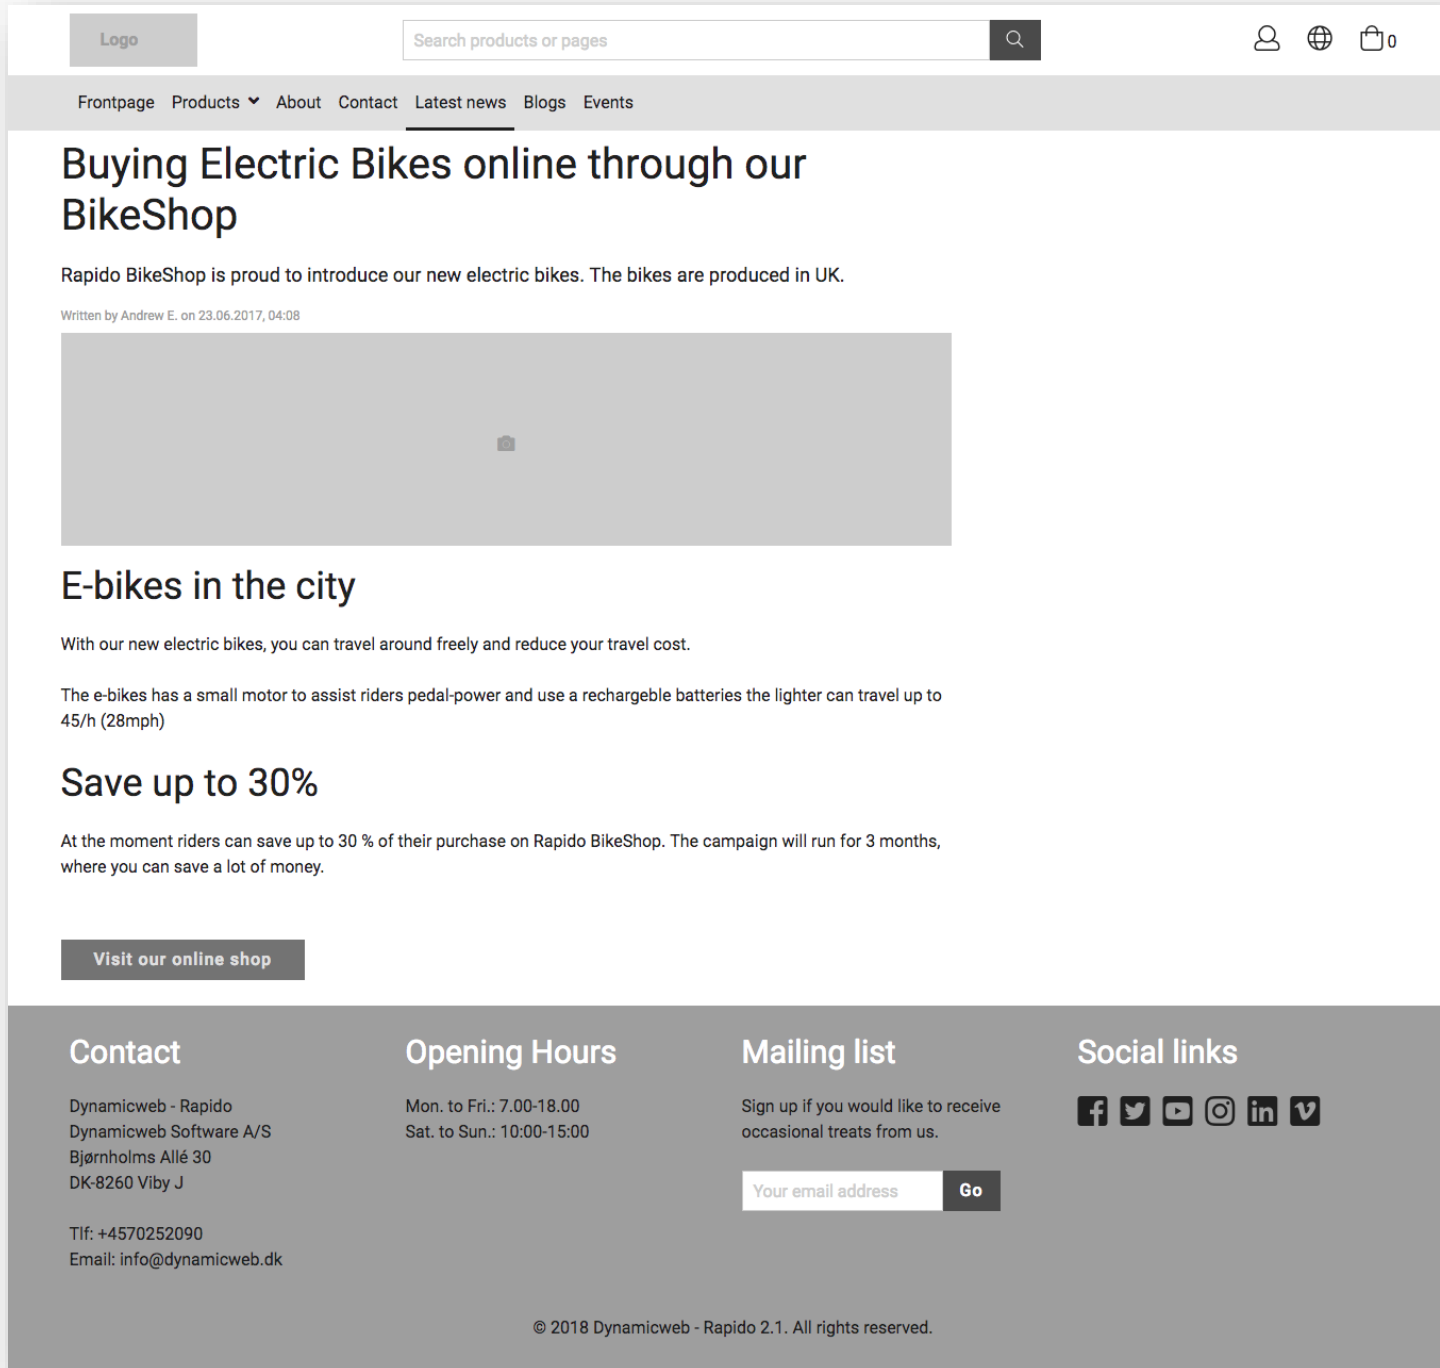 Logo
Search products or pages
0
Frontpage Products About Contact Latest news Blogs Events
Buying Electric Bikes online through our
BikeShop
Rapido BikeShop is proud to introduce our new electric bikes. The bikes are produced in UK.
Written by Andrew E. on 23.06.2017, 04:08
E-bikes in the city
With our new electric bikes, you can travel around freely and reduce your travel cost.
The e-bikes has a small motor to assist riders pedal-power and use a rechargeble batteries the lighter can travel up to
45/h (28mph)
Save up to 30%
At the moment riders can save up to 30 % of their purchase on Rapido BikeShop. The campaign will run for 3 months,
where you can save a lot of money.
Visit our online shop
Contact
Dynamicweb - Rapido
Dynamicweb Software A/S
Bjørnholms Allé 30
DK-8260 Viby J
Tlf: +4570252090
Email: info@dynamicweb.dk
Opening Hours
Mon. to Fri.: 7.00-18.00
Sat. to Sun.: 10:00-15:00
Mailing list
Sign up if you would like to receive
occasional treats from us.
Your email address Go
Social links
© 2018 Dynamicweb - Rapido 2.1. All rights reserved.